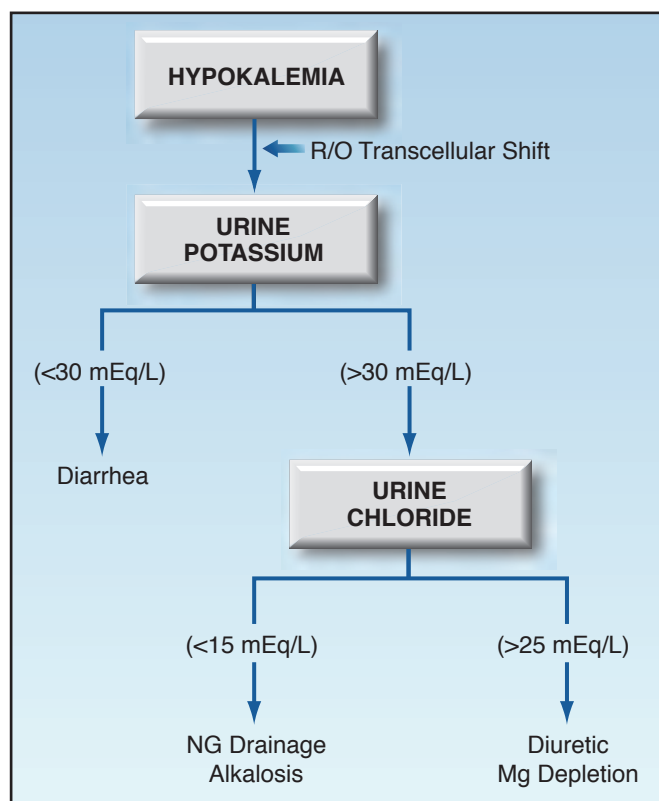 HYPOKALEMIA
R/O Transcellular Shift
URINE
POTASSIUM
(<30 mEq/L)
(>30 mEq/L)
Diarrhea
URINE
CHLORIDE
(<15 mEq/L)
(>25 mEq/L)
NG Drainage
Alkalosis
Diuretic
Mg Depletion